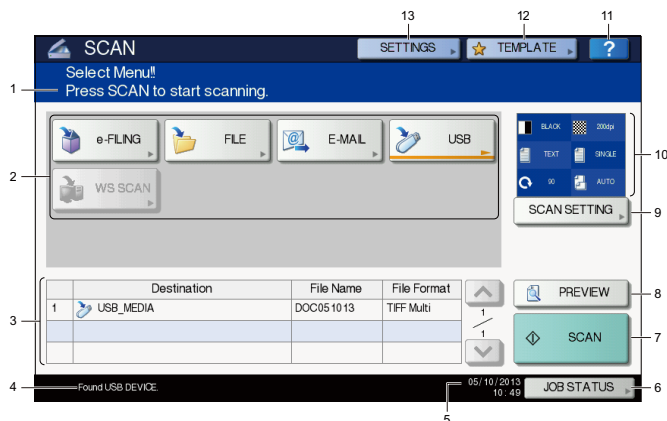 13 12 11
SCAN SETTINGS TEMPLATE ?
Select Menu!!
1 Press SCAN to start scanning.
e-FILING FILE E-MAIL USB
BLACK 200dpi
TEXT SINGLE 10
90 AUTO
2
WS SCAN
SCAN SETTING 9
Destination File Name File Format
1 USB_MEDIA DOC051013 TIFF Multi
PREVIEW 8
3
1
1
SCAN 7
4 Found USB DEVICE.
05/10/2013
10:49
JOB STATUS 6
5